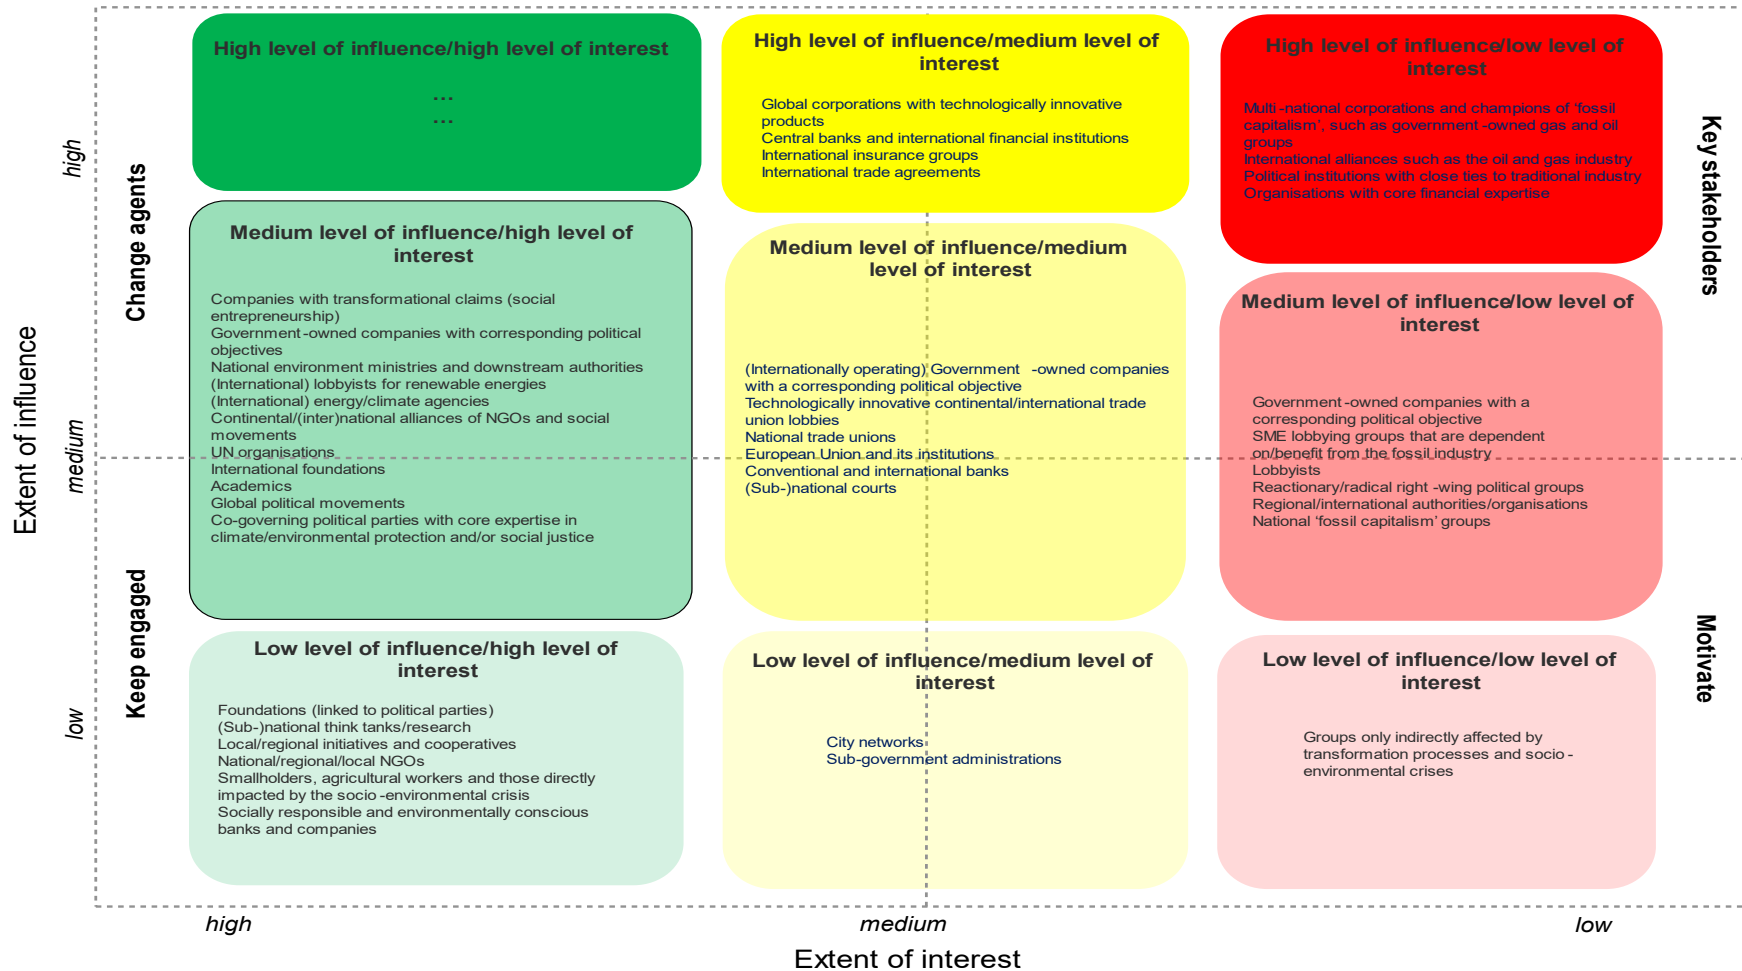 High level of influence/high level of interest
...
...
High level of influence/medium level of
interest
Global corporations with technologically innovative
products
Central banks and international financial institutions
International insurance groups
International trade agreements
High level of influence/low level of
interest
Multi -national corporations and champions of ‘fossil
capitalism’, such as government -owned gas and oil
groups
International alliances such as the oil and gas industry
Political institutions with close ties to traditional industry
Organisations with core financial expertise
Medium level of influence/high level of
interest
Companies with transformational claims (social
entrepreneurship)
Government -owned companies with corresponding political
objectives
National environment ministries and downstream authorities
(International) lobbyists for renewable energies
(International) energy/climate agencies
Continental/(inter)national alliances of NGOs and social
movements
UN organisations
International foundations
Academics
Global political movements
Co-governing political parties with core expertise in
climate/environmental protection and/or social justice
Medium level of influence/medium
level of interest
(Internationally operating) Government -owned companies
with a corresponding political objective
Technologically innovative continental/international trade
union lobbies
National trade unions
European Union and its institutions
Conventional and international banks
(Sub-)national courts
Medium level of influence/low level of
interest
Government -owned companies with a
corresponding political objective
SME lobbying groups that are dependent
on/benefit from the fossil industry
Lobbyists
Reactionary/radical right -wing political groups
Regional/international authorities/organisations
National ‘fossil capitalism’ groups
Low level of influence/high level of
interest
Foundations (linked to political parties)
(Sub-)national think tanks/research
Local/regional initiatives and cooperatives
National/regional/local NGOs
Smallholders, agricultural workers and those directly
impacted by the socio -environmental crisis
Socially responsible and environmentally conscious
banks and companies
Low level of influence/medium level of
interest
City networks
Sub-government administrations
Low level of influence/low level of
interest
Groups only indirectly affected by
transformation processes and socio -
environmental crises
Extent of influence
high
medium
low
Change agents
Keep engaged
Key stakeholders
Motivate
high
medium
low
Extent of interest